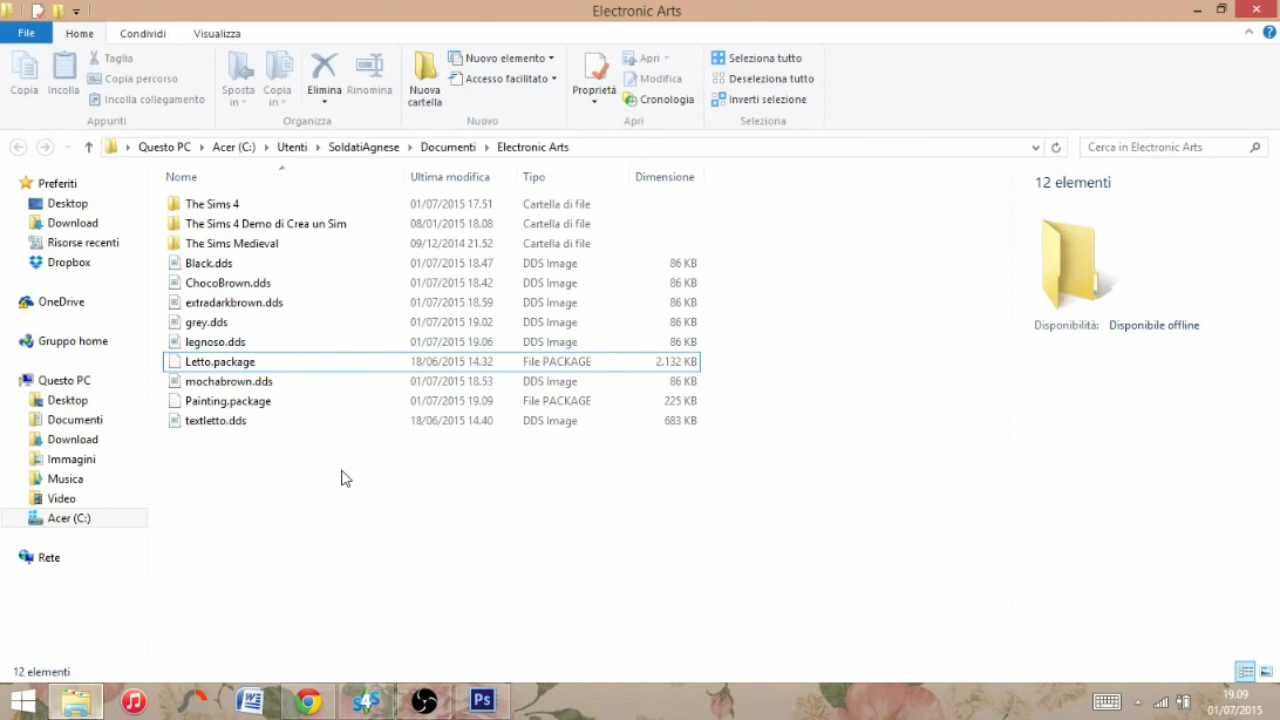 Electronic Arts
File Home Condividi Visualizza
Copia Incolla Taglia Copia percorso Incolla collegamento
Sposta in Copia in Elimina Rinomina
Nuova cartella Nuovo elemento Accesso facilitato
Proprietà Apri Modifica Cronologia
Seleziona tutto Deseleziona tutto Inverti selezione
Appunti Organizza Nuovo Apri Seleziona
Questo PC Acer (C:) Utenti SoldatiAgnese Documenti Electronic Arts Cerca in Electronic Arts
Preferiti
Desktop
Download
Risorse recenti
Dropbox
OneDrive
Gruppo home
Questo PC
Desktop
Documenti
Download
Immagini
Musica
Video
Acer (C:)
Rete
Nome Ultima modifica Tipo Dimensione
The Sims 4 01/07/2015 17.51 Cartella di file
The Sims 4 Demo di Crea un Sim 08/01/2015 18.08 Cartella di file
The Sims Medieval 09/12/2014 21.52 Cartella di file
Black.dds 01/07/2015 18.47 DDS Image 86 KB
ChocoBrown.dds 01/07/2015 18.42 DDS Image 86 KB
extradarkbrown.dds 01/07/2015 18.59 DDS Image 86 KB
grey.dds 01/07/2015 19.02 DDS Image 86 KB
legnoso.dds 01/07/2015 19.06 DDS Image 86 KB
Letto.package 18/06/2015 14.32 File PACKAGE 2.132 KB
mochabrown.dds 01/07/2015 18.53 DDS Image 86 KB
Painting.package 01/07/2015 19.09 File PACKAGE 225 KB
textletto.dds 18/06/2015 14.40 DDS Image 683 KB
12 elementi
Disponibilità: Disponibile offline
12 elementi
W S4S Ps
19.09
01/07/2015